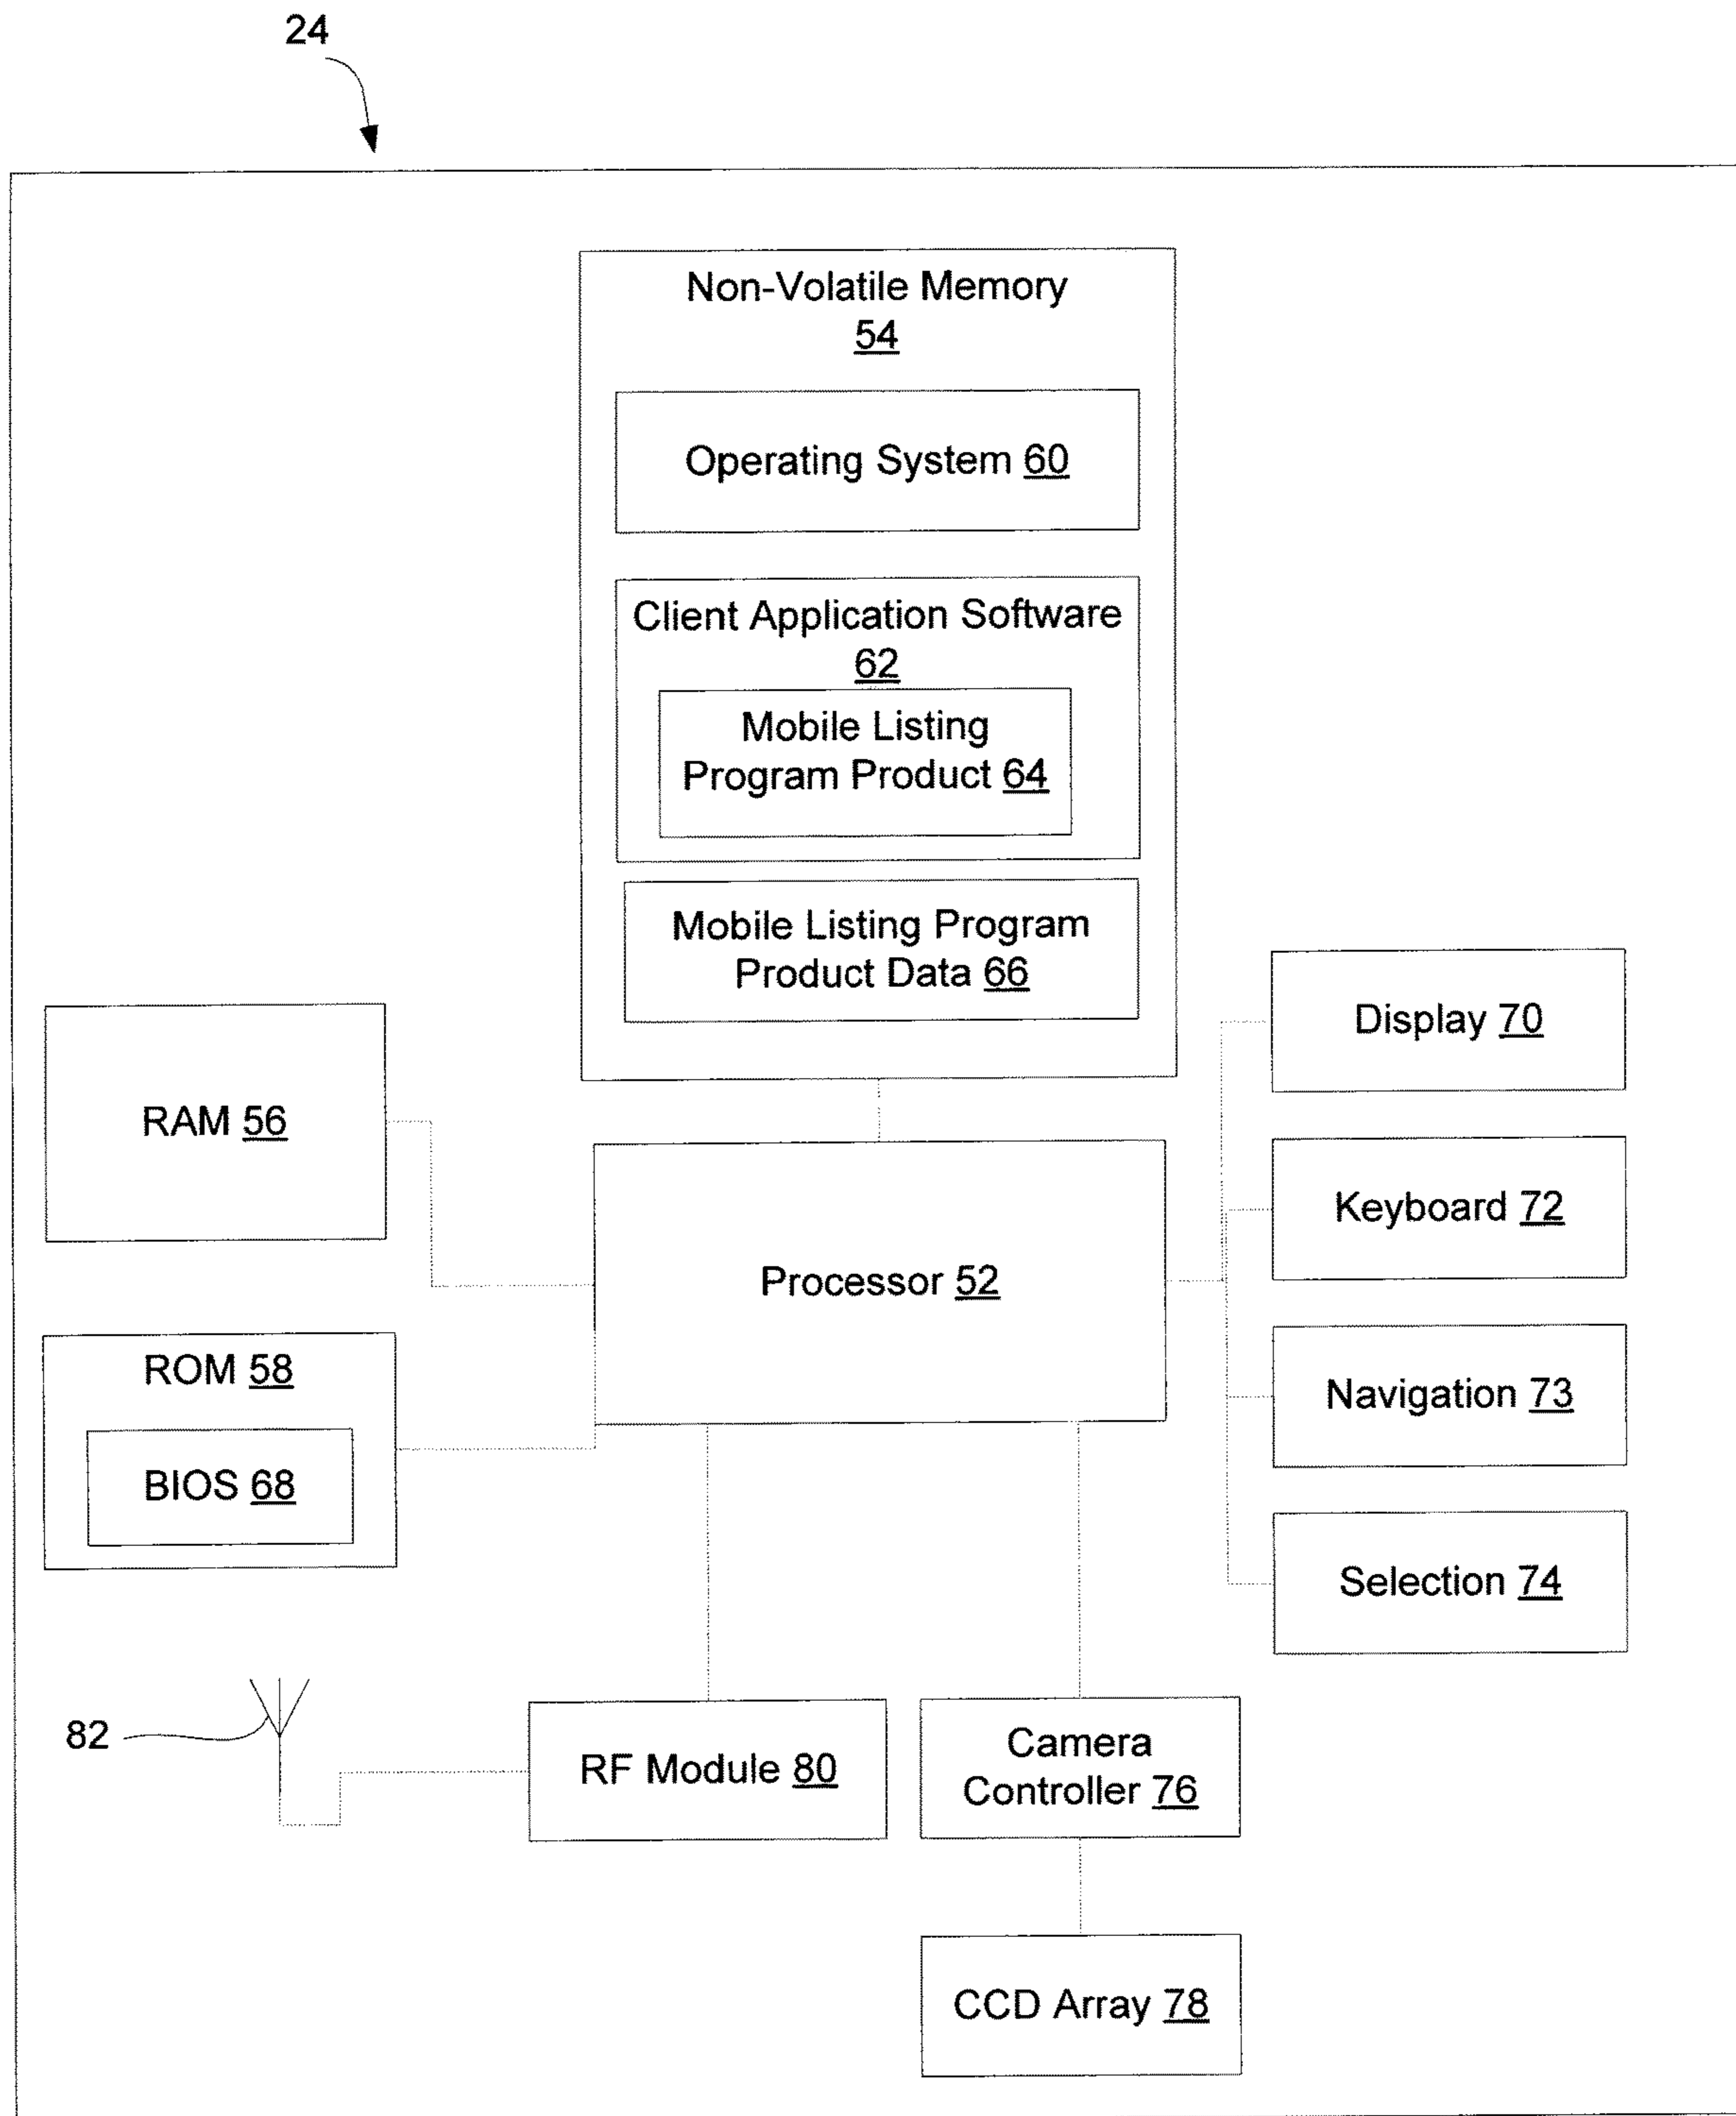 24
Non-Volatile Memory
54
Operating System 60
Client Application Software
62
Mobile Listing
Program Product 64
Mobile Listing Program
Product Data 66
RAM 56
Display 70
Keyboard 72
Processor 52
ROM 58
Navigation 73
BIOS 68
Selection 74
82
RF Module 80
Camera
Controller 76
CCD Array 78